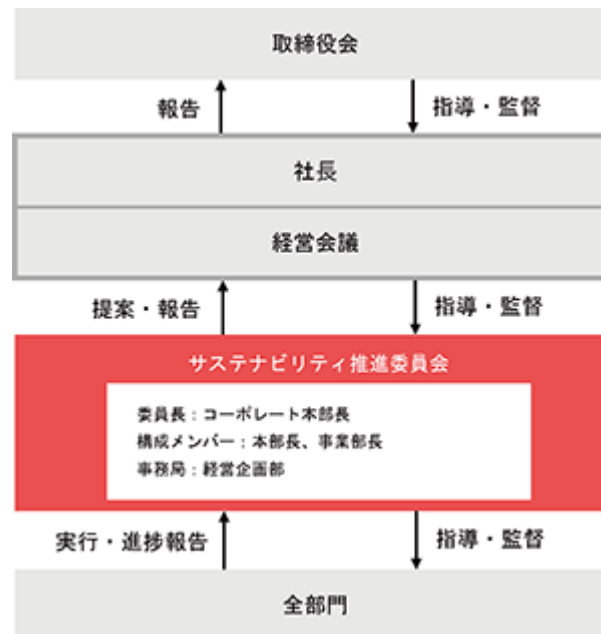 取締役会
報告
指導・監督
社長
経営会議
提案・報告
指導・監督
サステナビリティ推進委員会
委員長：コーポレート本部長
構成メンバー：本部長、事業部長
事務局：経営企画部
実行・進捗報告
指導・監督
全部門